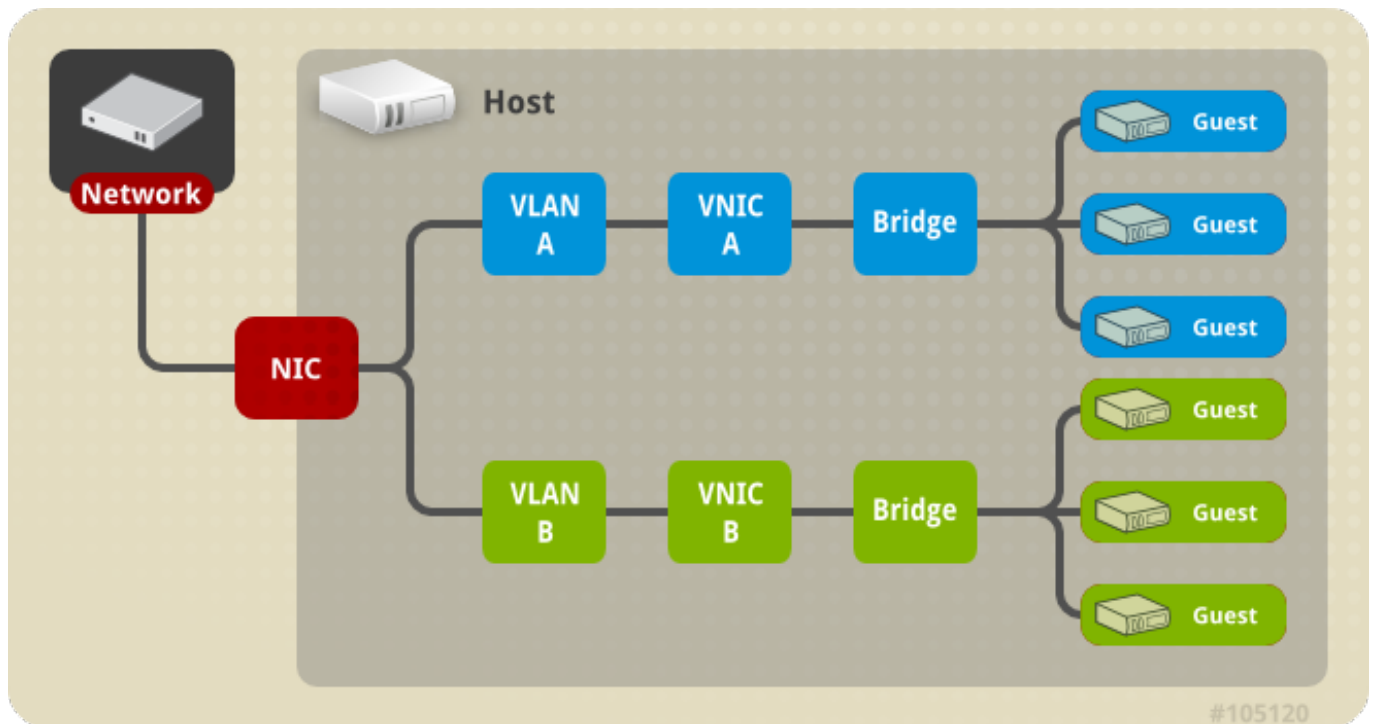 Host
Network
Guest
VLAN
A
VNIC
A
Bridge
Guest
Guest
NIC
Guest
VLAN
B
VNIC
B
Bridge
Guest
Guest
#105120